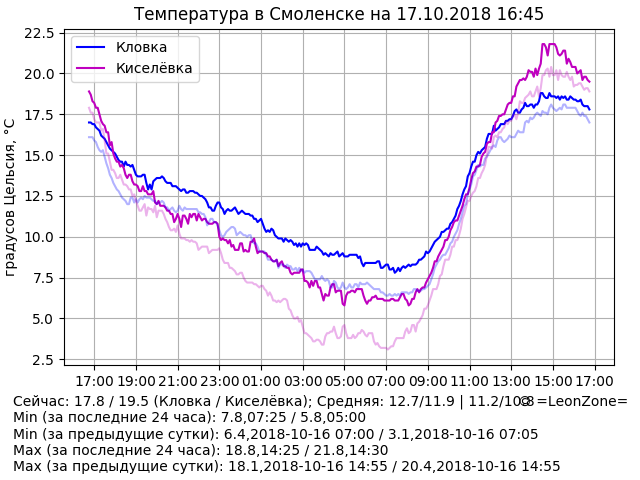 Температура в Смоленске на 17.10.2018 16:45
Кловка
Киселёвка
градусов Цельсия, °C
22.5
20.0
17.5
15.0
12.5
10.0
7.5
5.0
2.5
17:00 19:00 21:00 23:00 01:00 03:00 05:00 07:00 09:00 11:00 13:00 15:00 17:00
Сейчас: 17.8 / 19.5 (Кловка / Киселёвка); Средняя: 12.7/11.9 | 11.2/10.8
© =LeonZone=
Min (за последние 24 часа): 7.8,07:25 / 5.8,05:00
Min (за предыдущие сутки): 6.4,2018-10-16 07:00 / 3.1,2018-10-16 07:05
Max (за последние 24 часа): 18.8,14:25 / 21.8,14:30
Max (за предыдущие сутки): 18.1,2018-10-16 14:55 / 20.4,2018-10-16 14:55